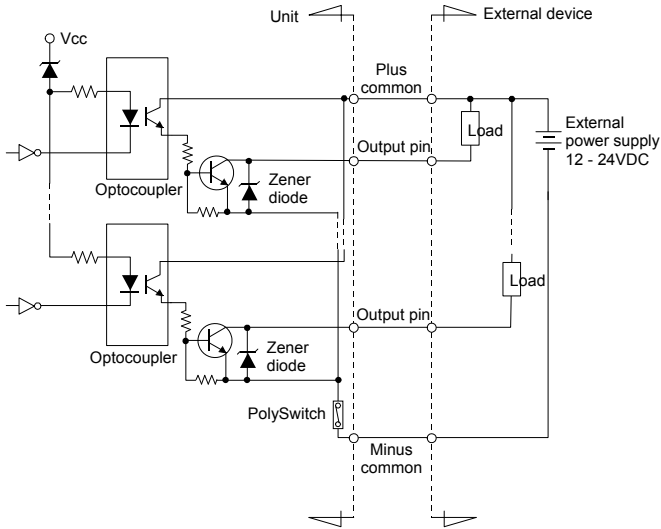 Unit
External device
Vcc
Plus
common
Load
External
power supply
12 - 24VDC
Output pin
Optocoupler
Zener
diode
Load
Output pin
Optocoupler
Zener
diode
PolySwitch
Minus
common